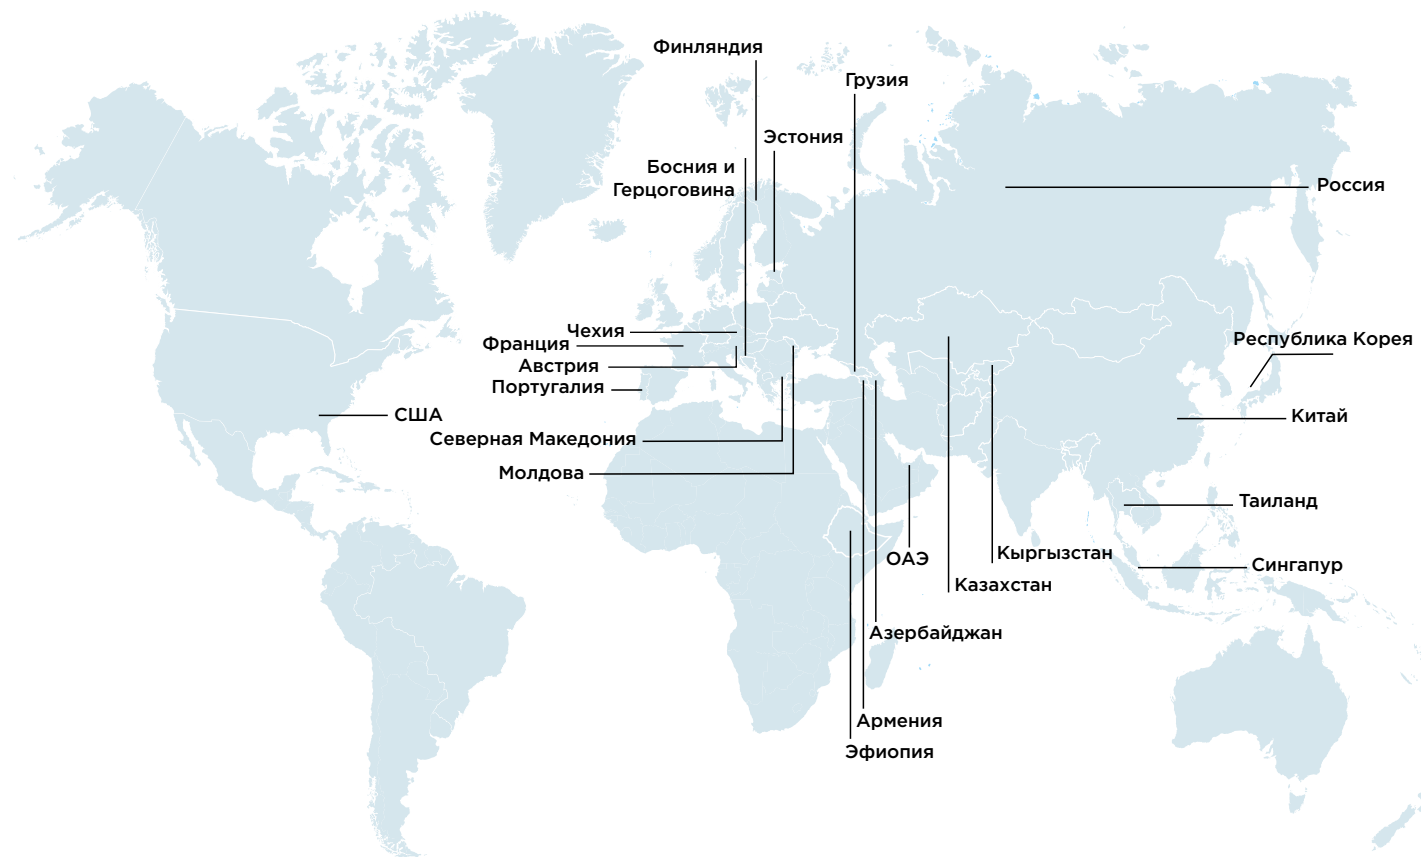 Финляндия
Грузия
Эстония
Босния и
Герцоговина
Россия
Чехия
Франция
Австрия
Португалия
Республика Корея
США
Китай
Северная Македония
Молдова
Таиланд
ОАЭ
Кыргызстан
Сингапур
Казахстан
Азербайджан
Армения
Эфиопия